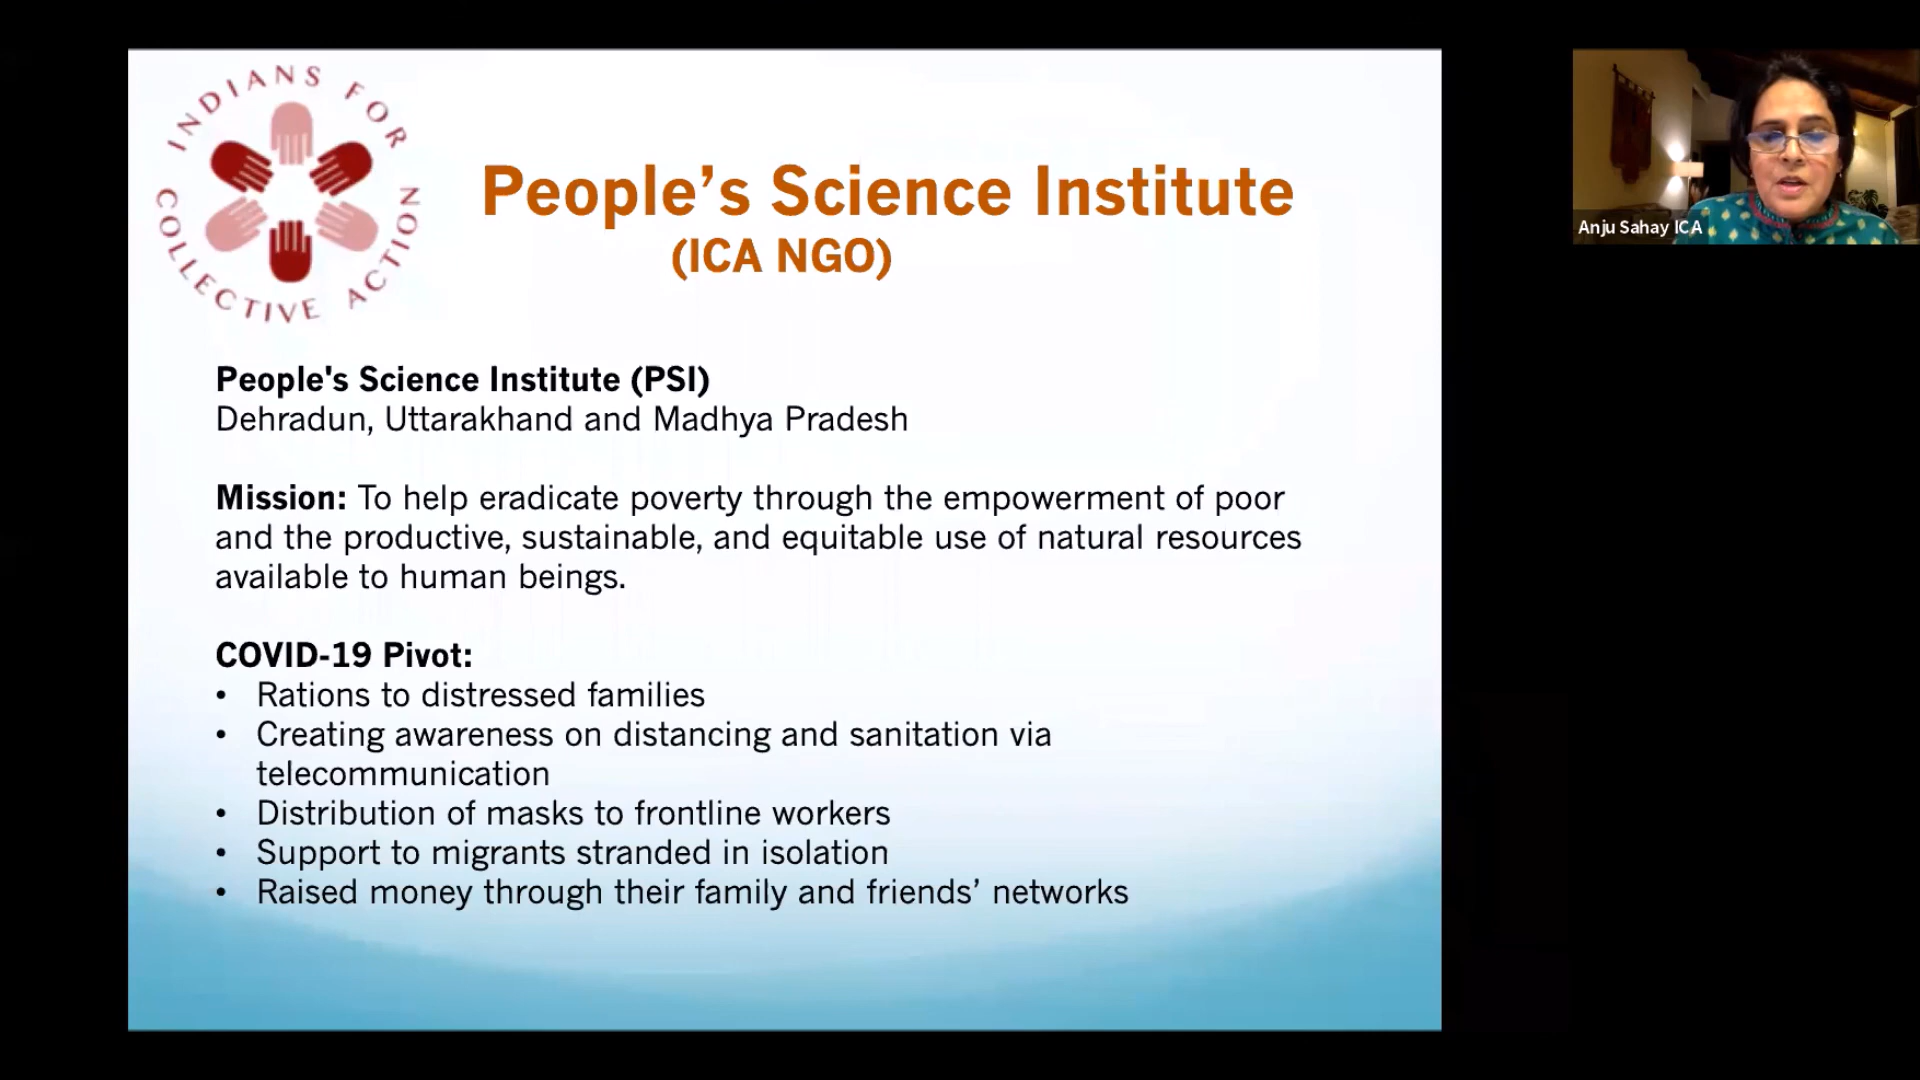 INDIANS FOR
COLLECTIVE ACTION
People’s Science Institute
(ICA NGO)
People's Science Institute (PSI)
Dehradun, Uttarakhand and Madhya Pradesh
Mission: To help eradicate poverty through the empowerment of poor
and the productive, sustainable, and equitable use of natural resources
available to human beings.
COVID-19 Pivot:
• Rations to distressed families
• Creating awareness on distancing and sanitation via
telecommunication
• Distribution of masks to frontline workers
• Support to migrants stranded in isolation
• Raised money through their family and friends’ networks
Anju Sahay ICA